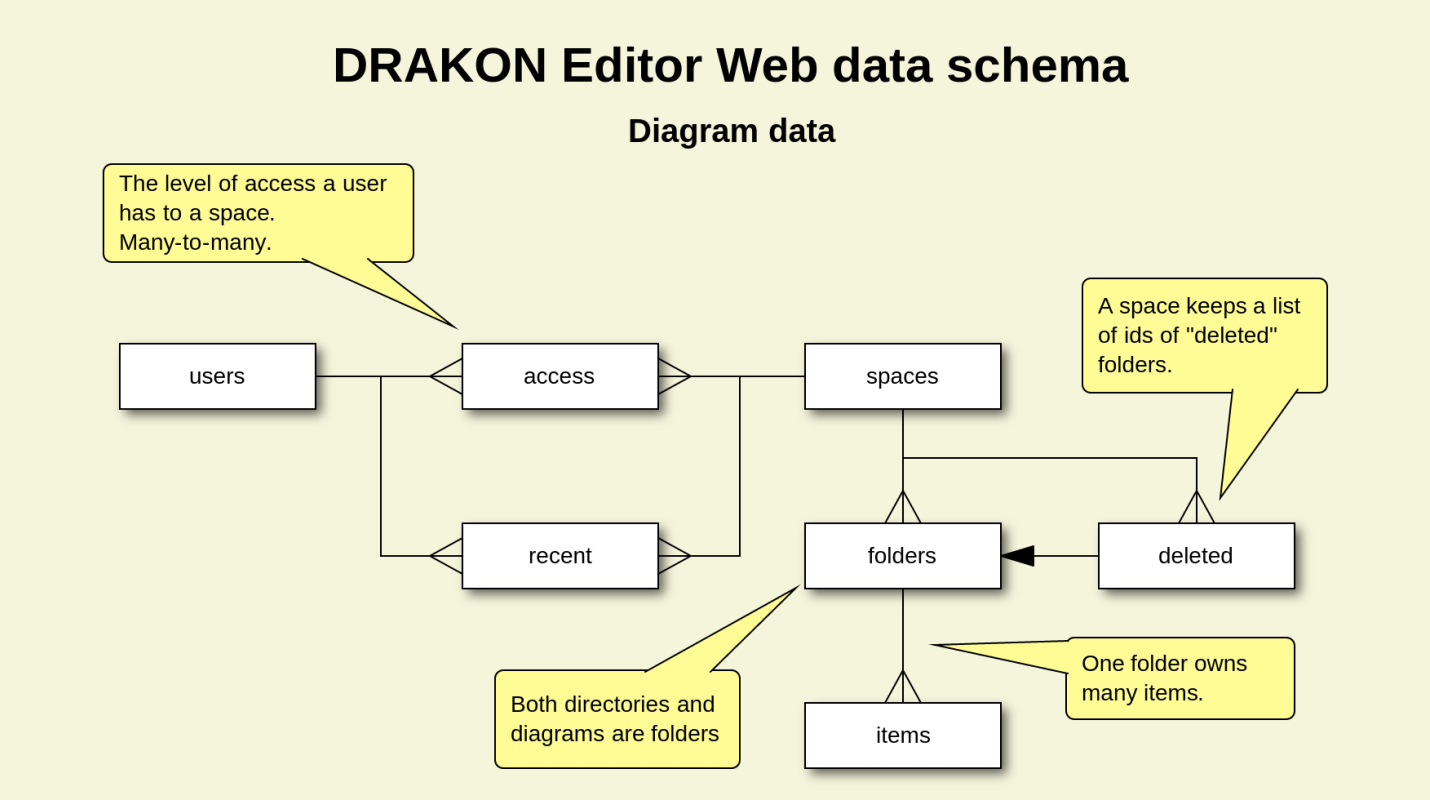 DRAKON Editor Web data schema
Diagram data
The level of access a user
has to a space.
Many-to-many.
A space keeps a list
of ids of "deleted"
folders.
users
access
spaces
recent
folders
deleted
One folder owns
many items.
Both directories and
diagrams are folders
items